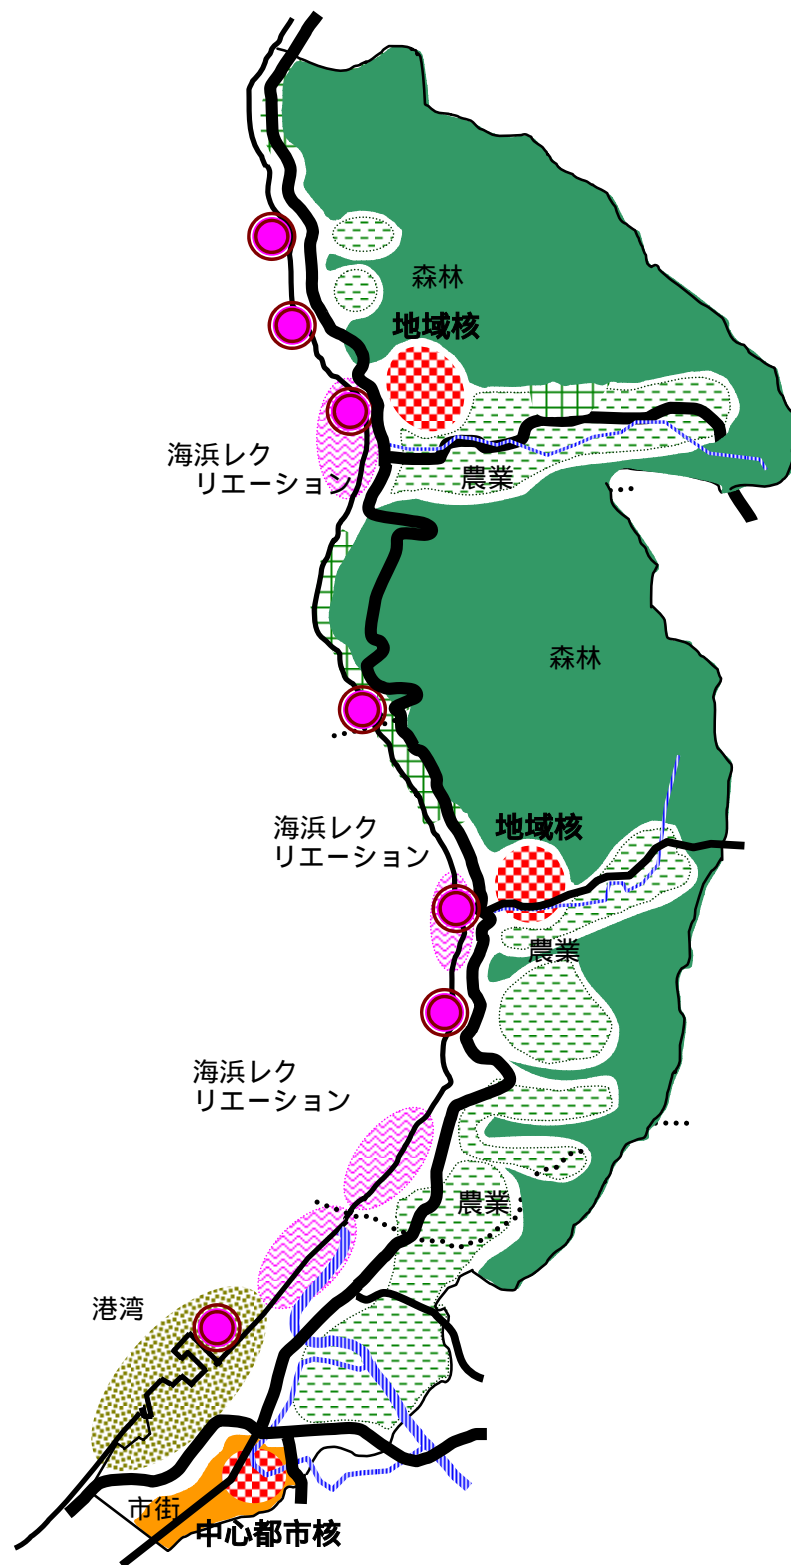 森林
地域核
海浜レク
リエーション
農業
森林
海浜レク
リエーション
地域核
農業
海浜レク
リエーション
農業
港湾
市街
中心都市核